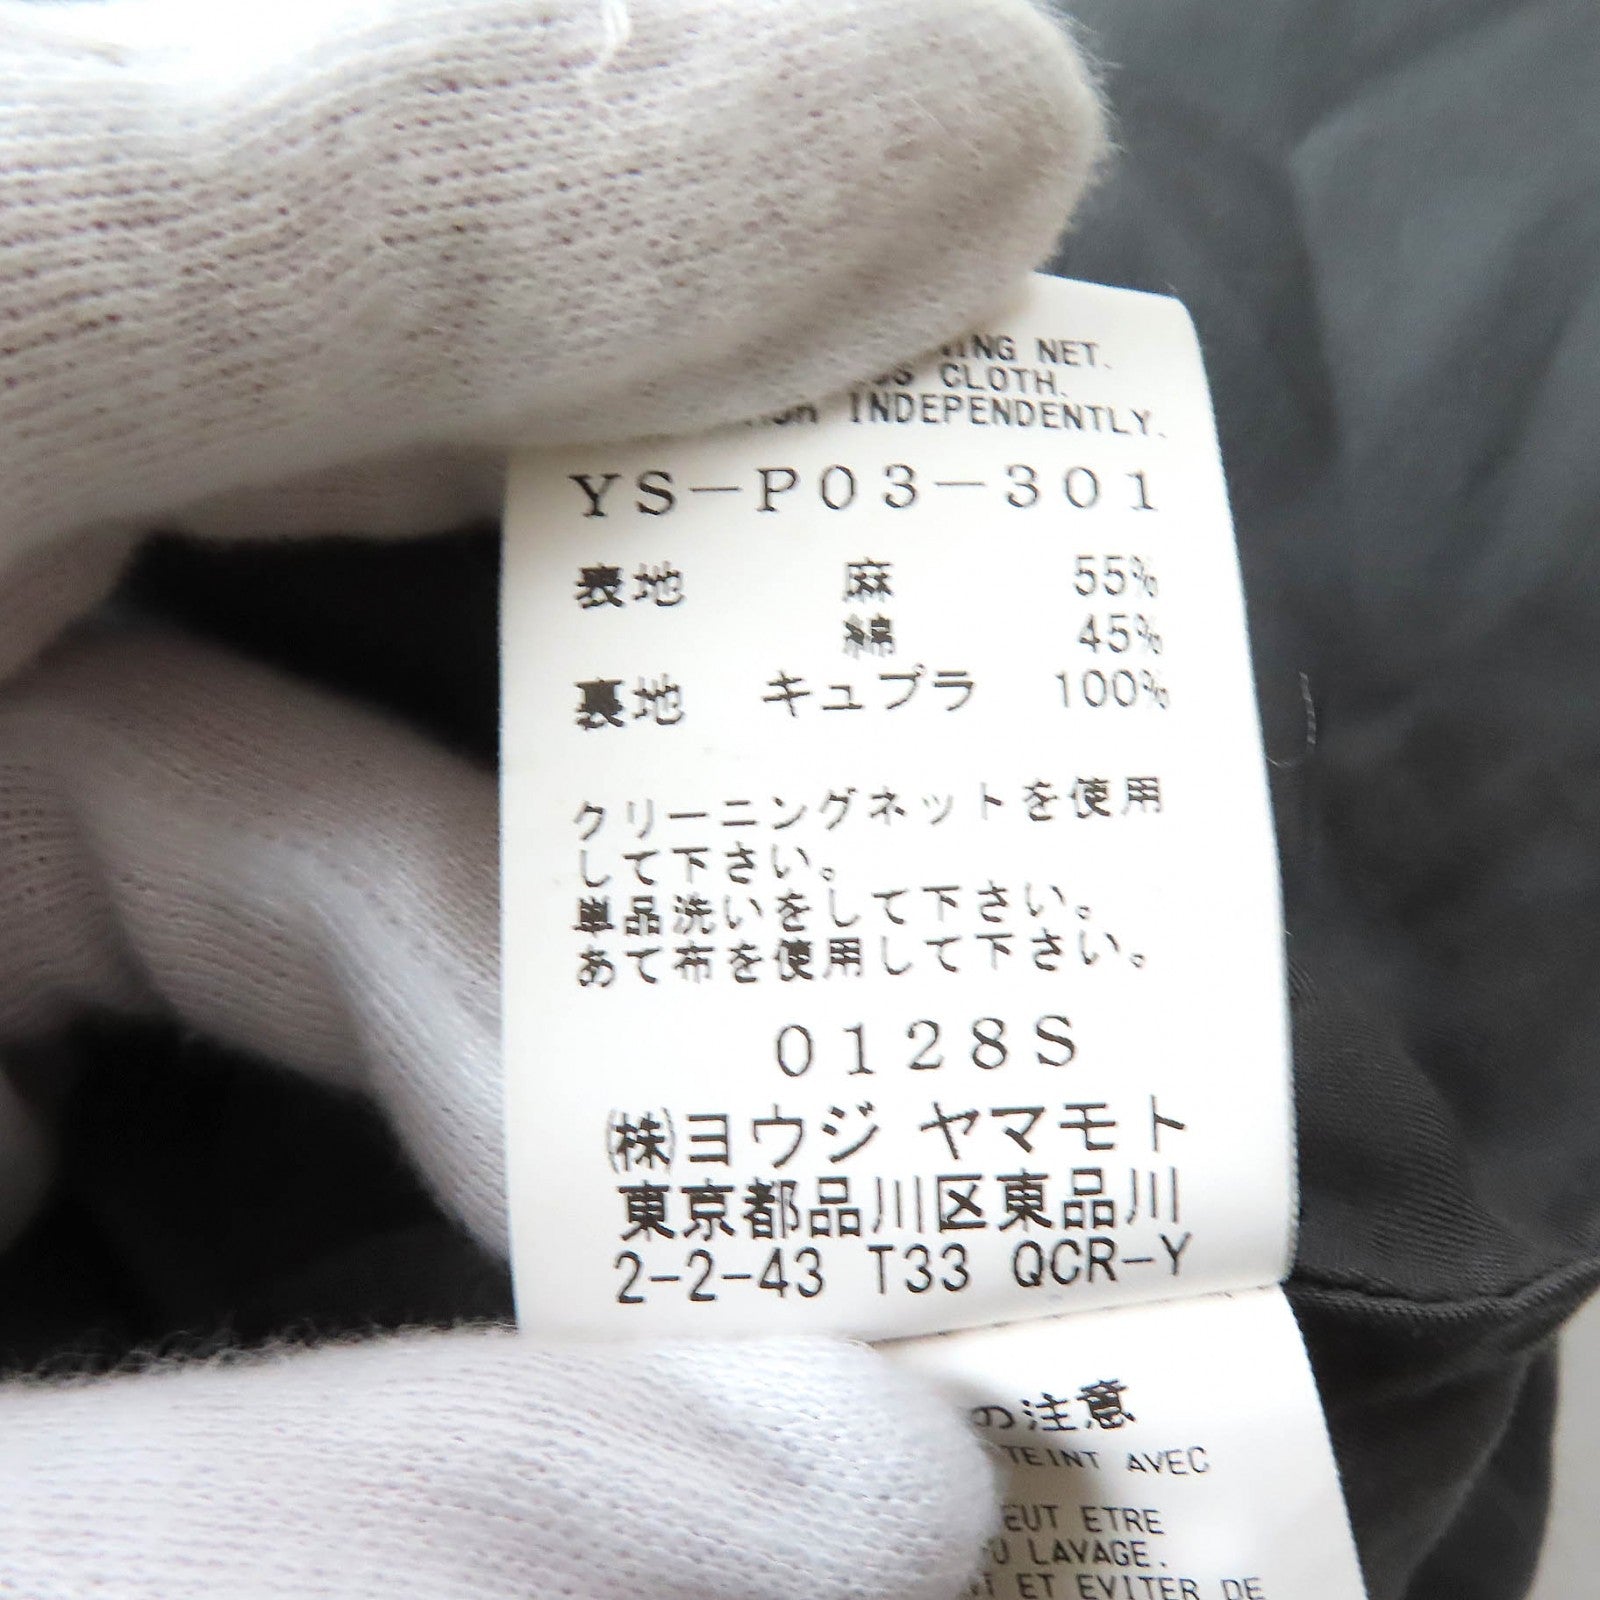 NET.
CLOTH.
INDEPENDENTLY.
YS-P03-301
表地 麻 55%
綿 45%
裏地 キュプラ 100%
クリーニングネットを使用
して下さい。
単品洗いをして下さい。
あて布を使用して下さい。
0128S
㈱ヨウジ ヤマモト
東京都品川区東品川
2-2-43 T33 QCR-Y
の注意
TEINT AVEC
ETRE
LAVAGE.
ET EVITER DE